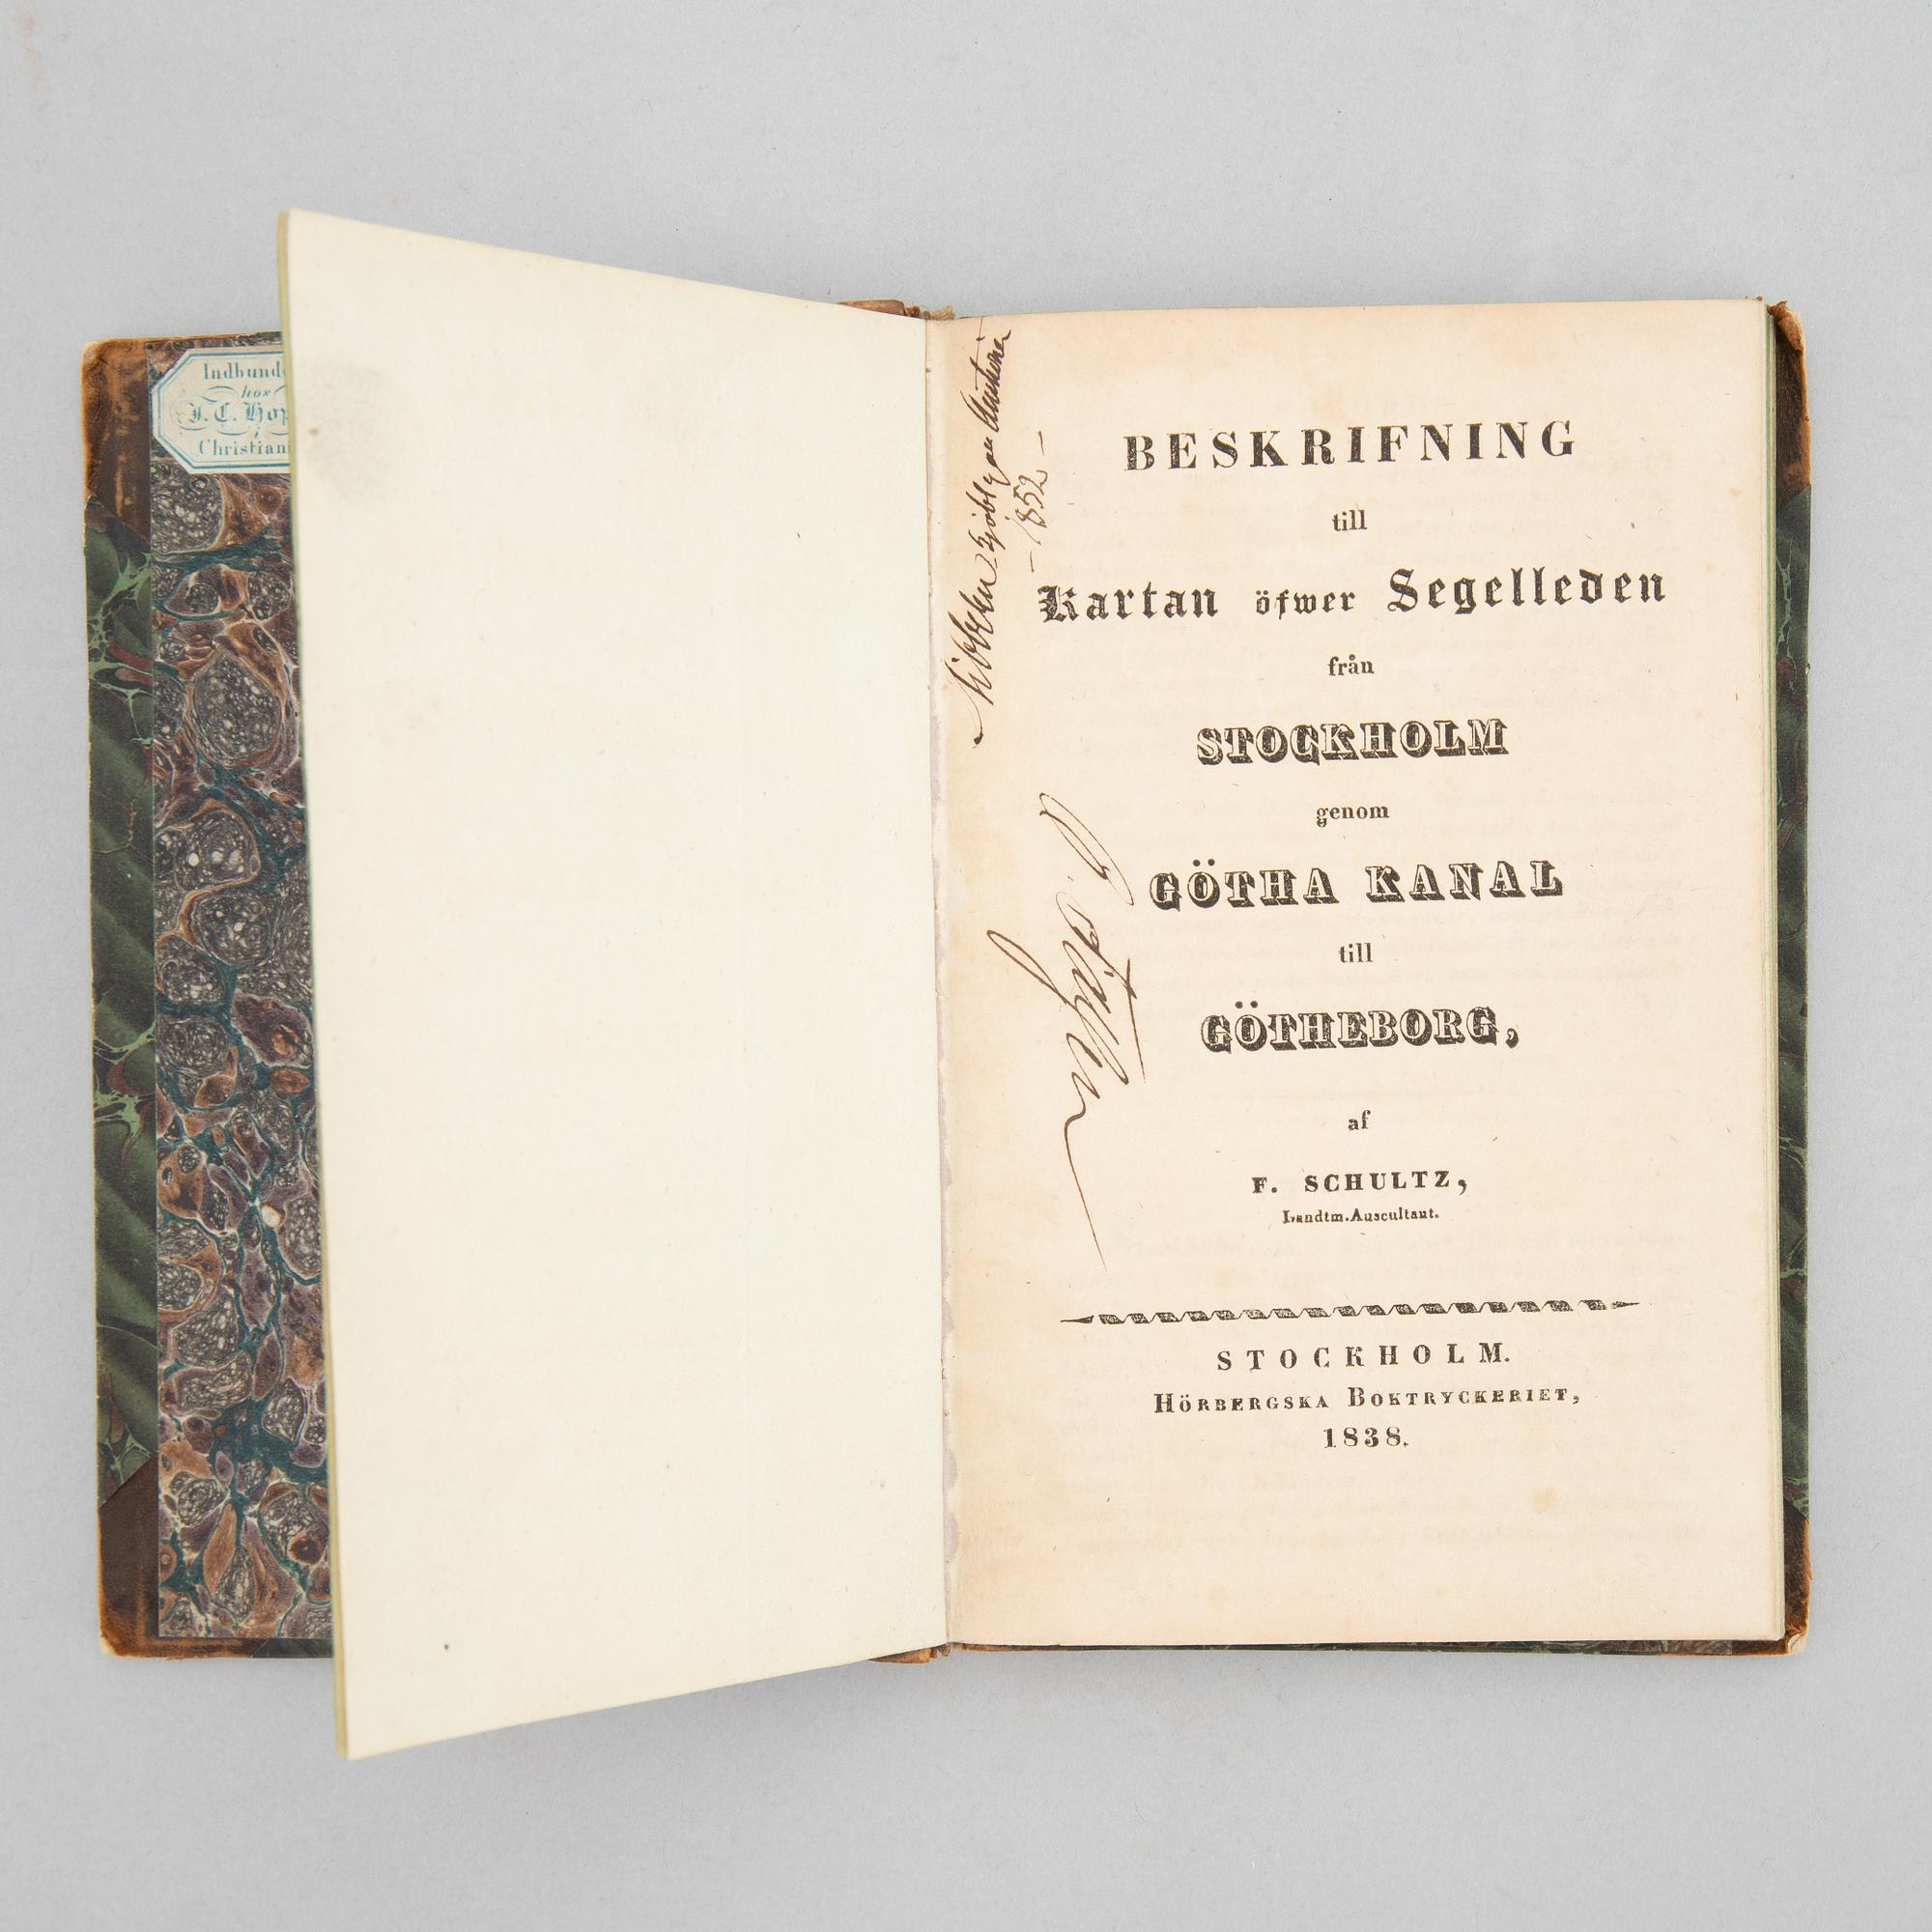 Indbund
hos
J. C. Hop
i
Christian
1852
BESKRIFNING
till
Kartan öfwer Segelleden
från
STOCKHOLM
genom
GÖTHA KANAL
till
GÖTHEBORG,
af
F. SCHULTZ,
Landtm.Auscultant.
STOCKHOLM.
HÖRBERGSKA BOKTRYCKERIET,
1838.